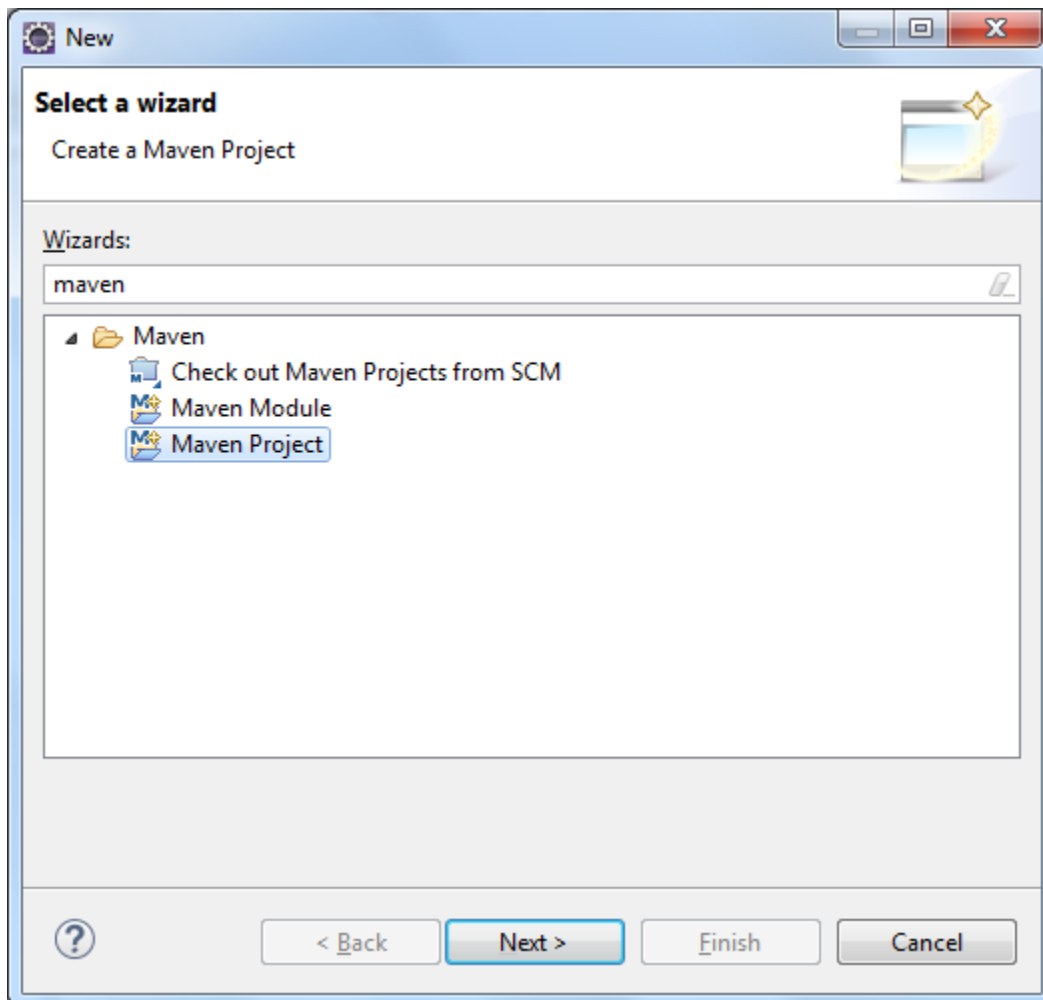 New
Select a wizard
Create a Maven Project
Wizards:
maven
Maven
Check out Maven Projects from SCM
Maven Module
Maven Project
< Back Next > Finish Cancel